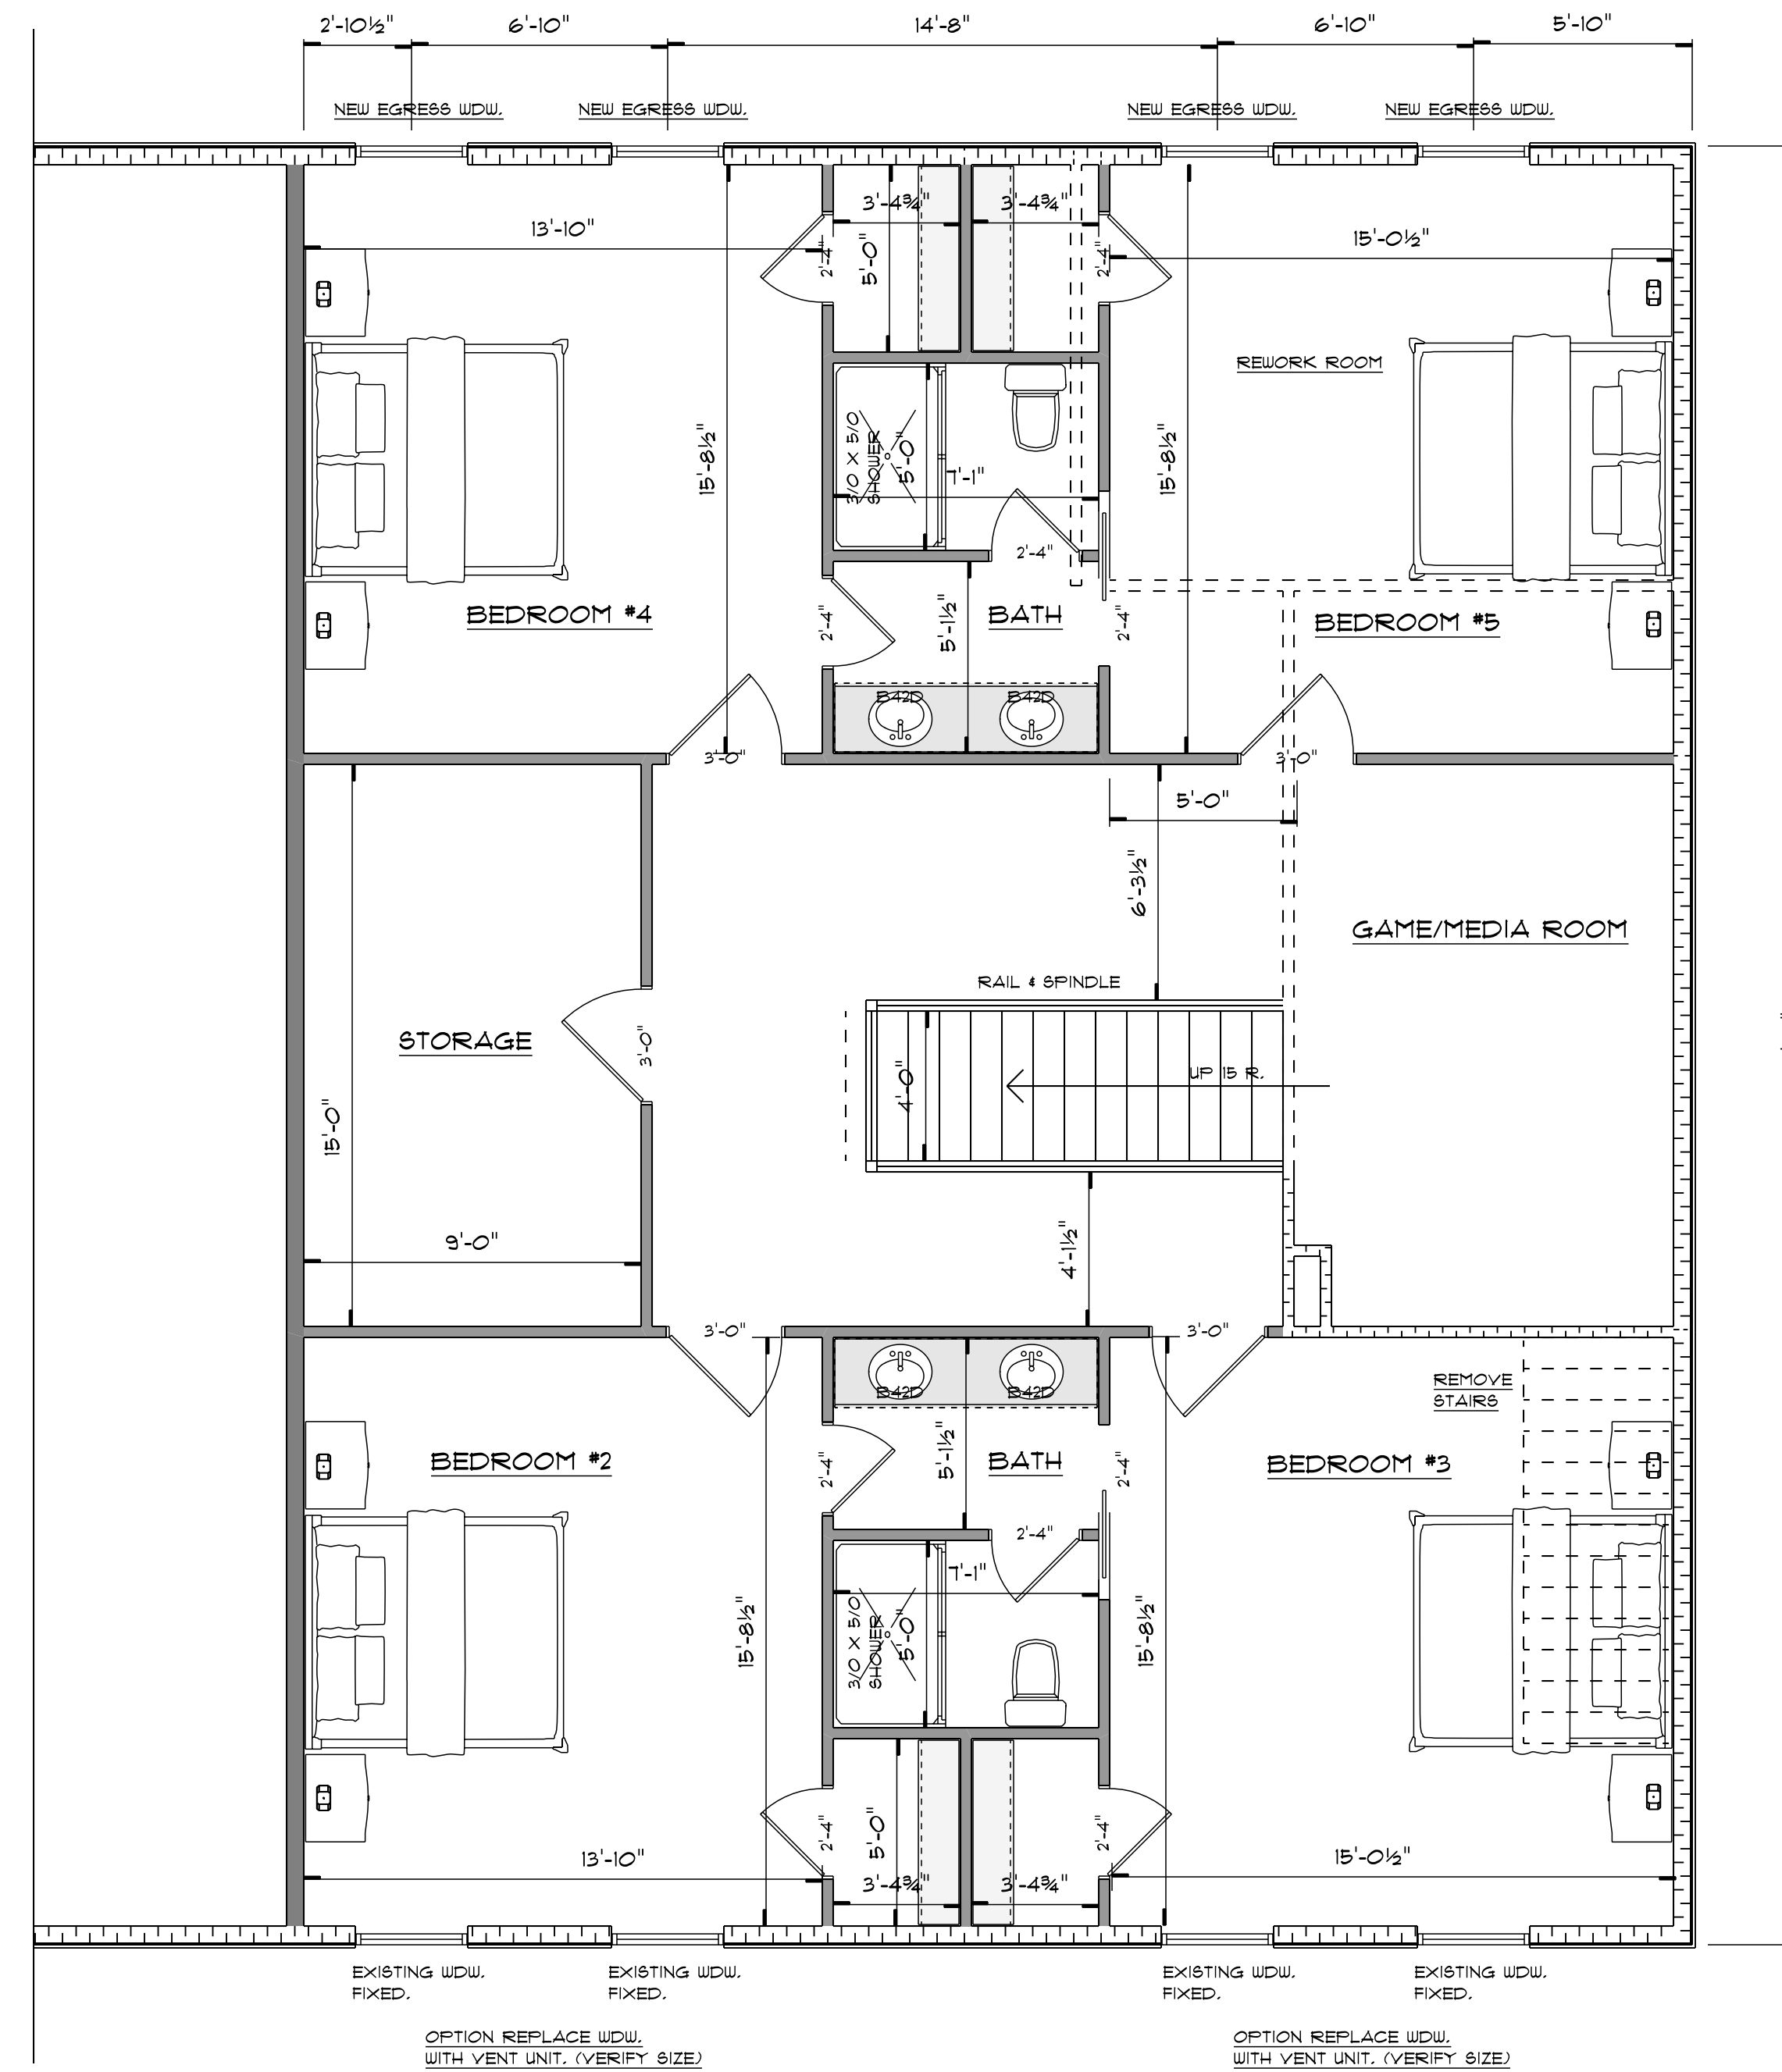 2'-10½" 6'-10" 14'-8" 6'-10" 5'-10"
NEW EGRESS WDW. NEW EGRESS WDW. NEW EGRESS WDW. NEW EGRESS WDW.
3'-4¾" 3'-4¾"
13'-10" 15'-0½"
2'-4" 5'-0" 2'-4"
REWORK ROOM
15'-8½" 3/0 X 5/0 15'-8½"
SHOWER
5'-0"
7'-1"
2'-4"
BEDROOM #4 2'-4" 5'-1½" BATH 2'-4" BEDROOM #5
B42D B42D
3'-0" 3'-0"
5'-0"
6'-3½"
GAME/MEDIA ROOM
RAIL & SPINDLE
STORAGE 3'-0"
4'-0" UP 15 R.
15'-0"
9'-0" 4'-1½"
3'-0" 3'-0"
B42D B42D
REMOVE
STAIRS
BEDROOM #2 2'-4" 5'-1½" BATH 2'-4" BEDROOM #3
2'-4"
7'-1"
15'-8½" 3/0 X 5/0 15'-8½"
SHOWER
5'-0"
2'-4" 5'-0" 2'-4"
13'-10" 15'-0½"
3'-4¾" 3'-4¾"
EXISTING WDW. EXISTING WDW. EXISTING WDW. EXISTING WDW.
FIXED. FIXED. FIXED. FIXED.
OPTION REPLACE WDW. OPTION REPLACE WDW.
WITH VENT UNIT. (VERIFY SIZE) WITH VENT UNIT. (VERIFY SIZE)